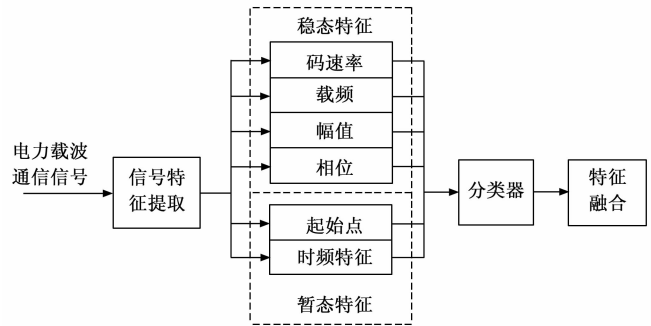 稳态特征
码速率
载频
幅值
相位
电力载波
通信信号
信号特
征提取
起始点
时频特征
暂态特征
分类器
特征
融合